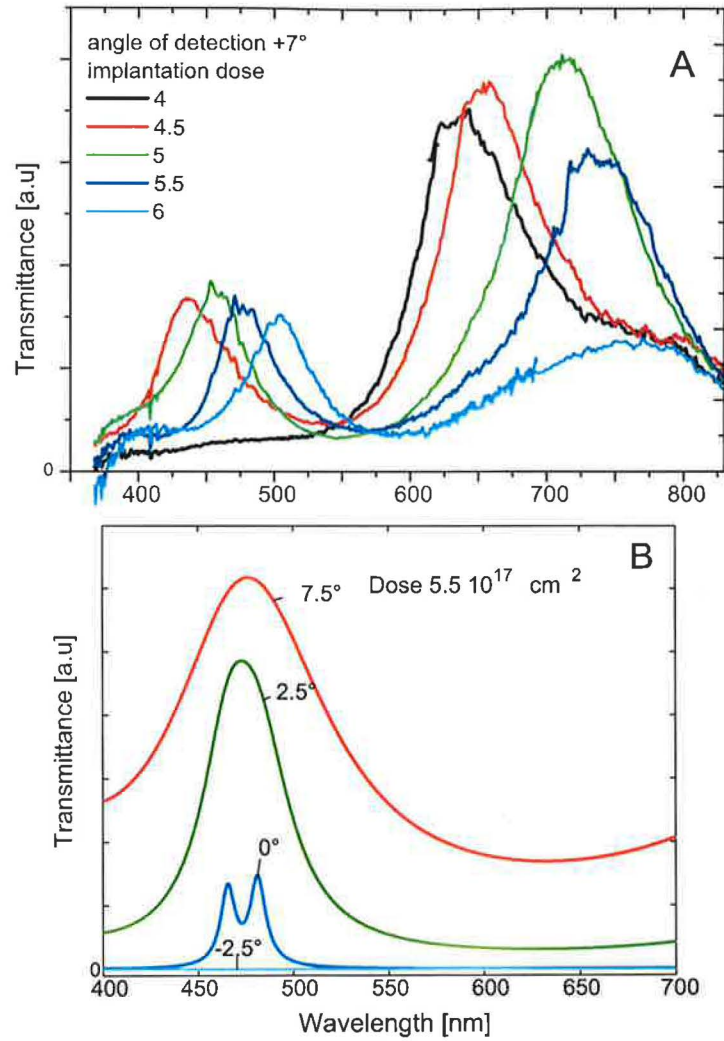 angle of detection +7°
implantation dose
A
4
4.5
5
5.5
6
Transmittance [a.u]
0
400 500 600 700 800
B
7.5°
Dose 5.5 10^17 cm^2
2.5°
0°
-2.5°
Transmittance [a.u]
0
400 450 500 550 600 650 700
Wavelength [nm]